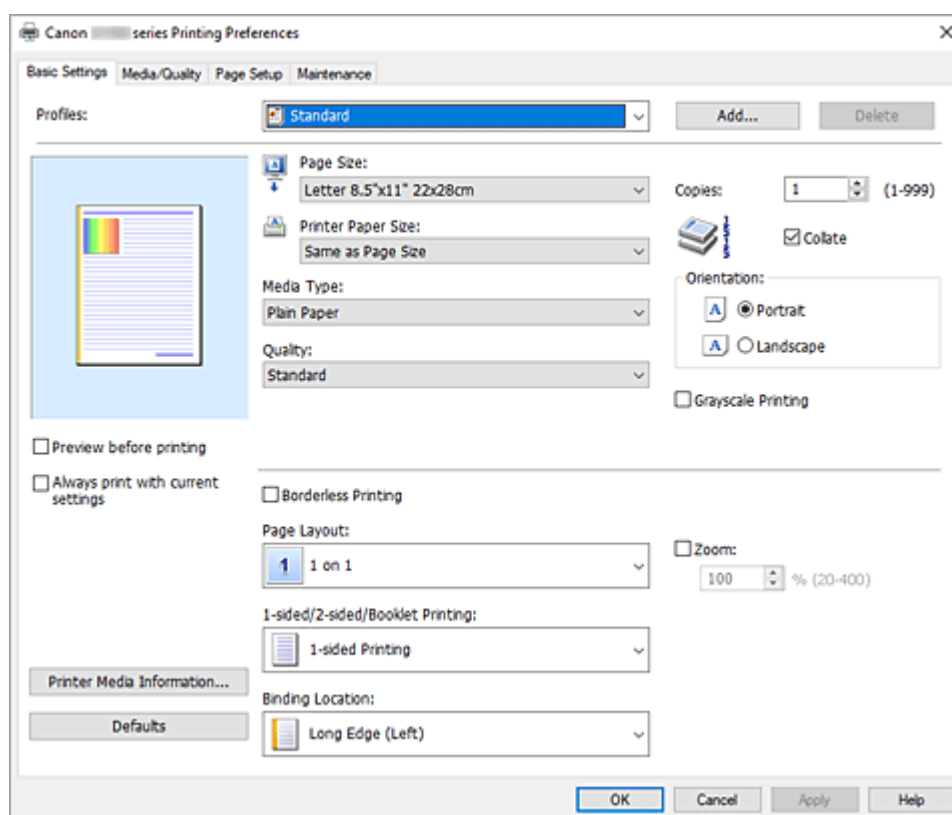 Canon series Printing Preferences
Basic Settings Media/Quality Page Setup Maintenance
Profiles: Standard Add... Delete
Page Size:
Letter 8.5"x11" 22x28cm
Copies: 1 (1-999)
Printer Paper Size:
Same as Page Size
Collate
Media Type:
Plain Paper
Orientation:
A Portrait
A Landscape
Quality:
Standard
Grayscale Printing
Preview before printing
Always print with current
settings
Borderless Printing
Page Layout:
1 1 on 1
Zoom:
100 % (20-400)
1-sided/2-sided/Booklet Printing:
1-sided Printing
Printer Media Information...
Defaults
Binding Location:
Long Edge (Left)
OK Cancel Apply Help